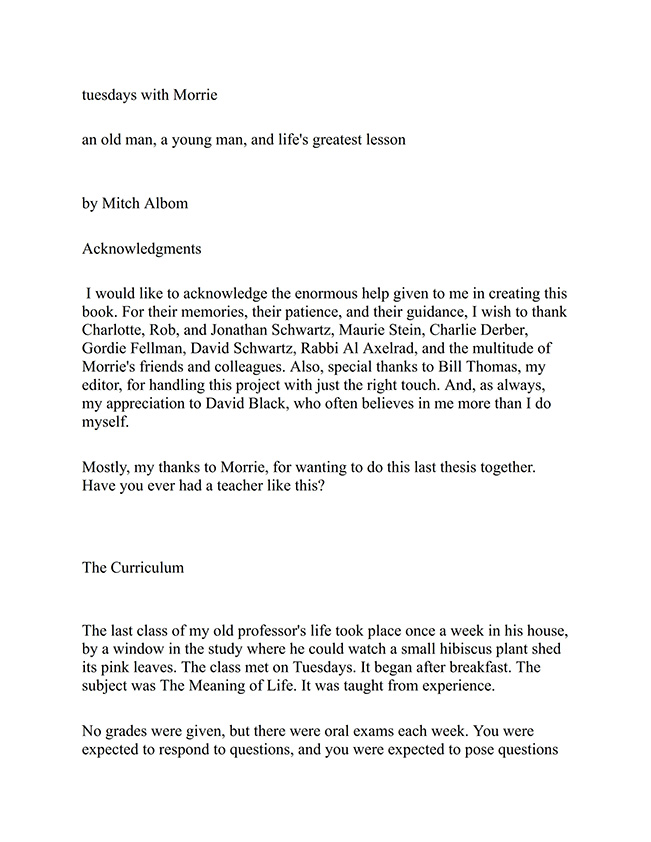 tuesdays with Morrie
an old man, a young man, and life's greatest lesson
by Mitch Albom
Acknowledgments
I would like to acknowledge the enormous help given to me in creating this
book. For their memories, their patience, and their guidance, I wish to thank
Charlotte, Rob, and Jonathan Schwartz, Maurie Stein, Charlie Derber,
Gordie Fellman, David Schwartz, Rabbi Al Axelrad, and the multitude of
Morrie's friends and colleagues. Also, special thanks to Bill Thomas, my
editor, for handling this project with just the right touch. And, as always,
my appreciation to David Black, who often believes in me more than I do
myself.
Mostly, my thanks to Morrie, for wanting to do this last thesis together.
Have you ever had a teacher like this?
The Curriculum
The last class of my old professor's life took place once a week in his house,
by a window in the study where he could watch a small hibiscus plant shed
its pink leaves. The class met on Tuesdays. It began after breakfast. The
subject was The Meaning of Life. It was taught from experience.
No grades were given, but there were oral exams each week. You were
expected to respond to questions, and you were expected to pose questions